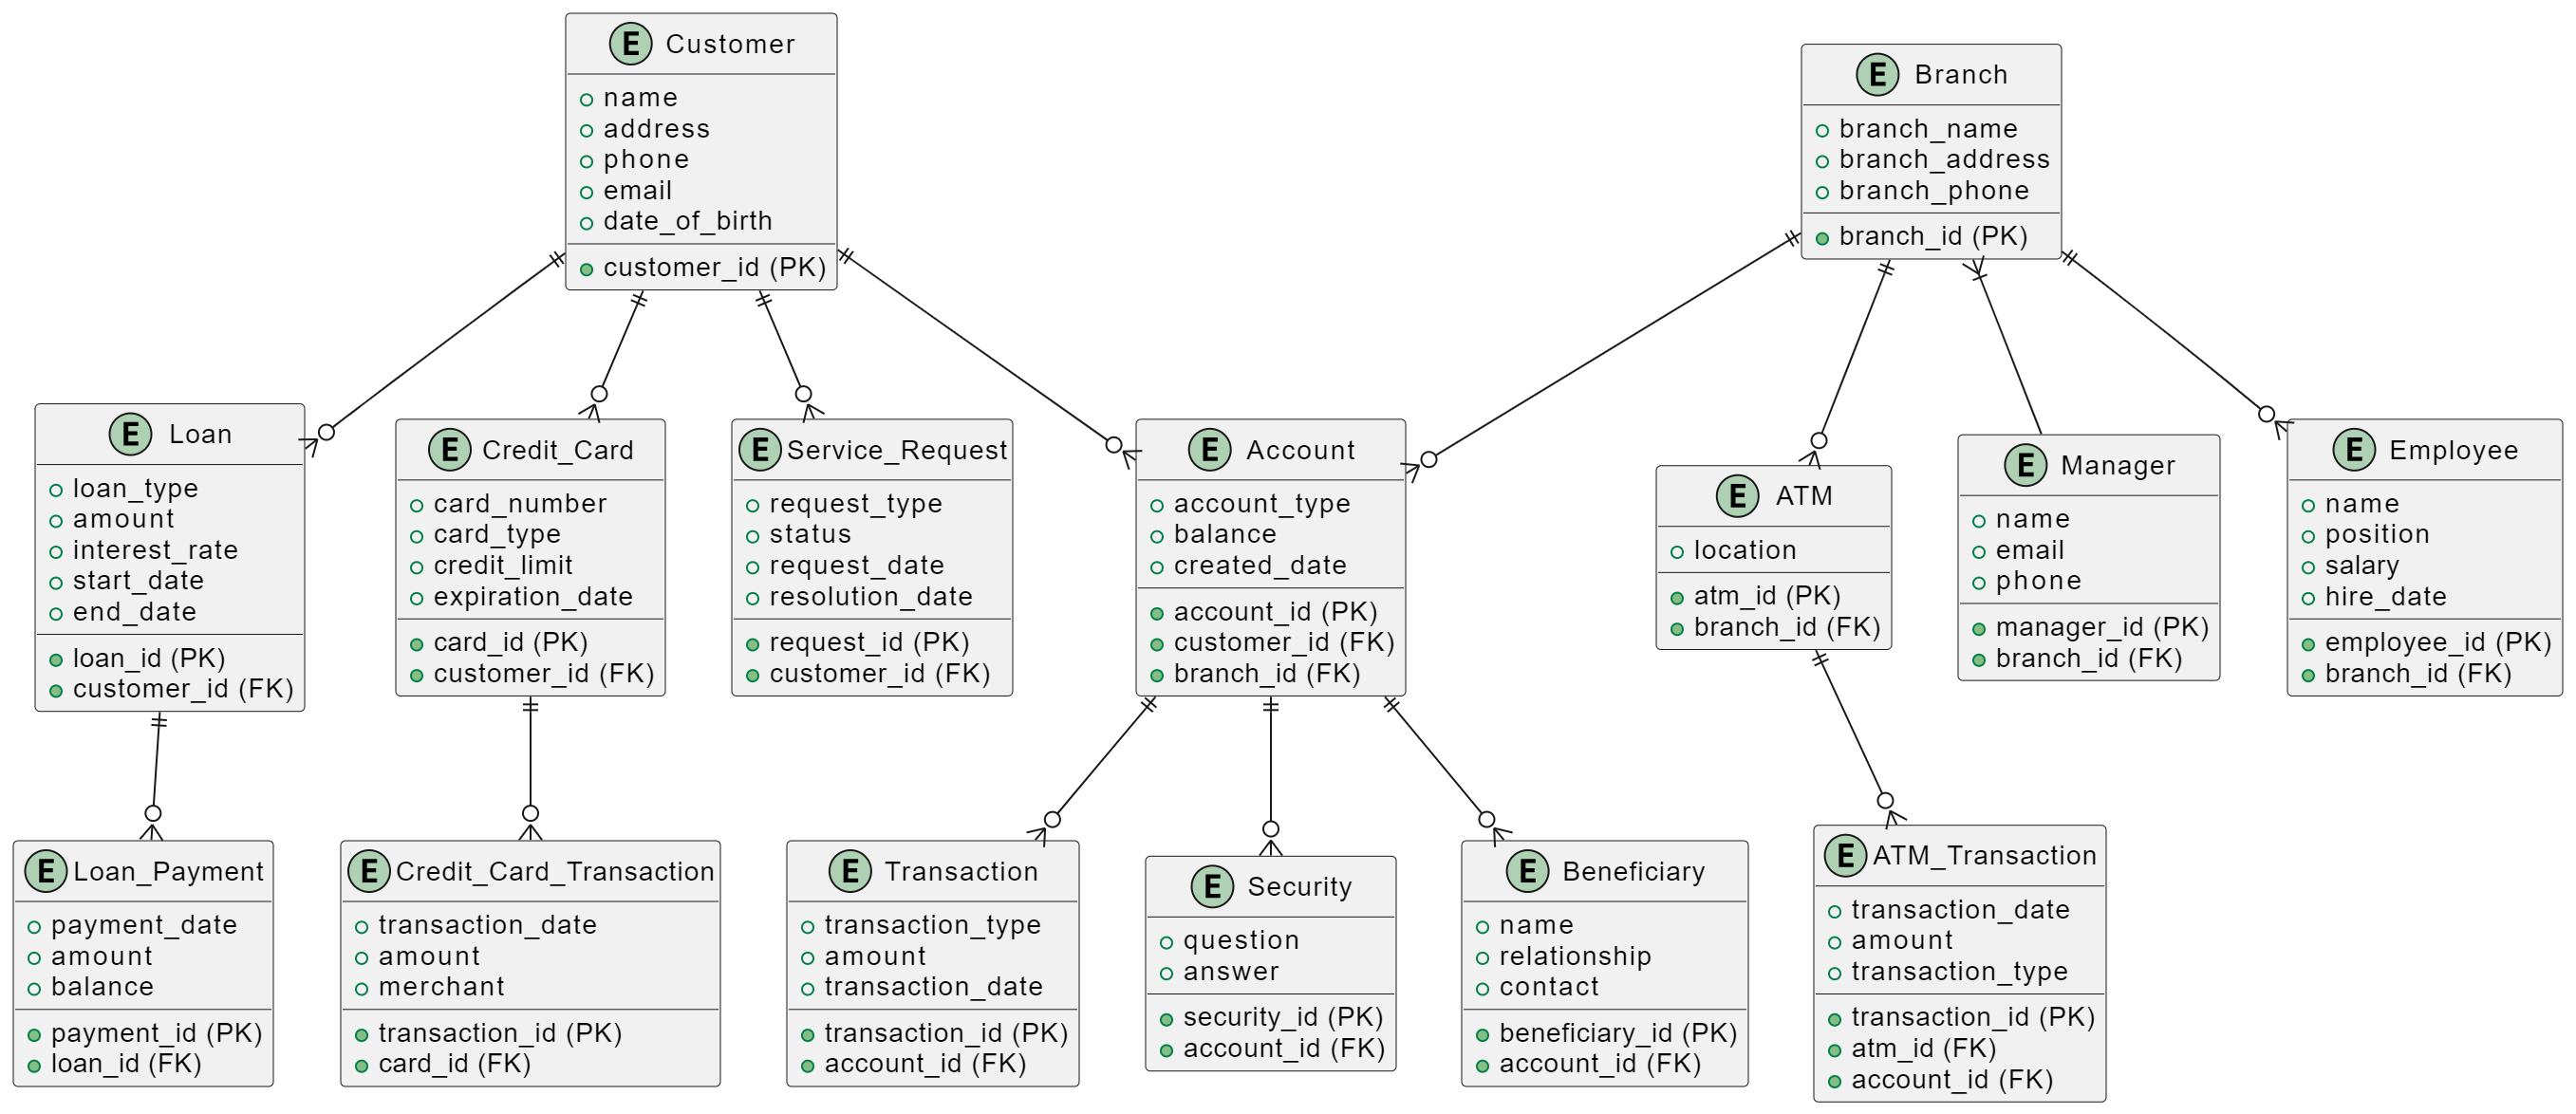 E Customer
name
address
phone
email
date_of_birth
customer_id (PK)
E Branch
branch_name
branch_address
branch_phone
branch_id (PK)
E Loan
loan_type
amount
interest_rate
start_date
end_date
loan_id (PK)
customer_id (FK)
E Credit_Card
card_number
card_type
credit_limit
expiration_date
card_id (PK)
customer_id (FK)
E Service_Request
request_type
status
request_date
resolution_date
request_id (PK)
customer_id (FK)
E Account
account_type
balance
created_date
account_id (PK)
customer_id (FK)
branch_id (FK)
E ATM
location
atm_id (PK)
branch_id (FK)
E Manager
name
email
phone
manager_id (PK)
branch_id (FK)
E Employee
name
position
salary
hire_date
employee_id (PK)
branch_id (FK)
E Loan_Payment
payment_date
amount
balance
payment_id (PK)
loan_id (FK)
E Credit_Card_Transaction
transaction_date
amount
merchant
transaction_id (PK)
card_id (FK)
E Transaction
transaction_type
amount
transaction_date
transaction_id (PK)
account_id (FK)
E Security
question
answer
security_id (PK)
account_id (FK)
E Beneficiary
name
relationship
contact
beneficiary_id (PK)
account_id (FK)
E ATM_Transaction
transaction_date
amount
transaction_type
transaction_id (PK)
atm_id (FK)
account_id (FK)